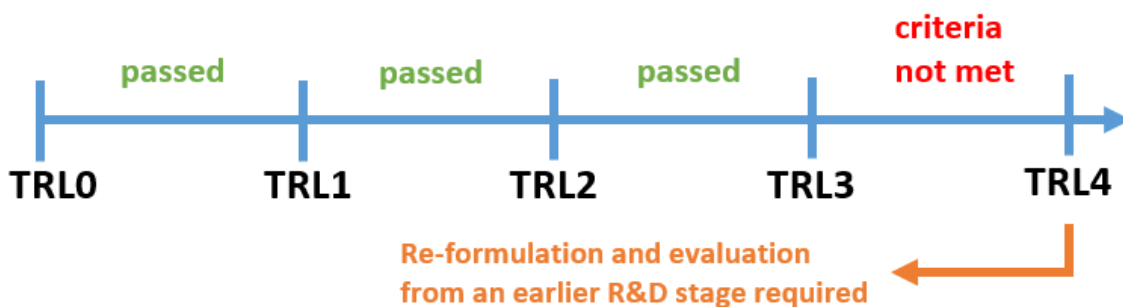 criteria
passed passed passed not met
TRL0 TRL1 TRL2 TRL3 TRL4
Re-formulation and evaluation
from an earlier R&D stage required